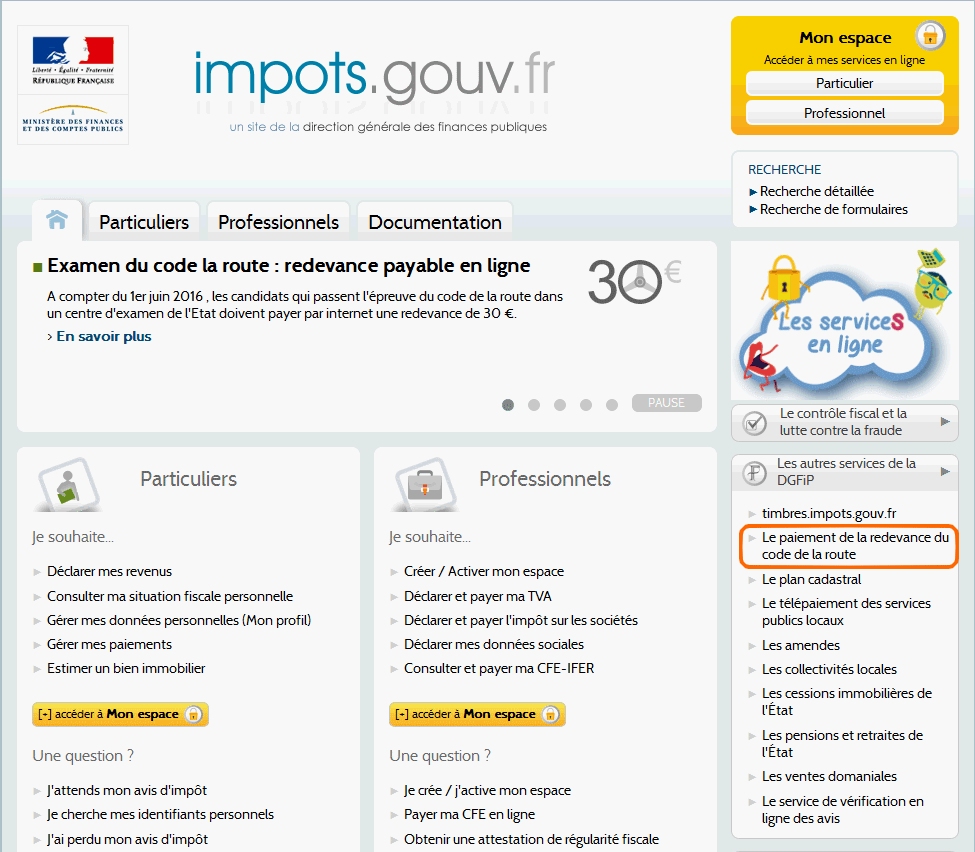 Liberté • Égalité • Fraternité
RÉPUBLIQUE FRANÇAISE
MINISTÈRE DES FINANCES
ET DES COMPTES PUBLICS
impots.gouv.fr
un site de la direction générale des finances publiques
Mon espace
Accéder à mes services en ligne
Particulier
Professionnel
RECHERCHE
Recherche détaillée
Recherche de formulaires
Particuliers
Professionnels
Documentation
Examen du code la route : redevance payable en ligne
A compter du 1er juin 2016 , les candidats qui passent l'épreuve du code de la route dans
un centre d'examen de l'Etat doivent payer par internet une redevance de 30 €.
› En savoir plus
30 €
PAUSE
Les serviceS
en ligne
Le contrôle fiscal et la
lutte contre la fraude
Les autres services de la
DGFiP
timbres.impots.gouv.fr
Le paiement de la redevance du
code de la route
Le plan cadastral
Le télépaiement des services
publics locaux
Les amendes
Les collectivités locales
Les cessions immobilières de
l'État
Les pensions et retraites de
l'État
Les ventes domaniales
Le service de vérification en
ligne des avis
Particuliers
Je souhaite...
Déclarer mes revenus
Consulter ma situation fiscale personnelle
Gérer mes données personnelles (Mon profil)
Gérer mes paiements
Estimer un bien immobilier
[+] accéder à Mon espace
Une question ?
J'attends mon avis d'impôt
Je cherche mes identifiants personnels
J'ai perdu mon avis d'impôt
Professionnels
Je souhaite...
Créer / Activer mon espace
Déclarer et payer ma TVA
Déclarer et payer l'impôt sur les sociétés
Déclarer mes données sociales
Consulter et payer ma CFE-IFER
[+] accéder à Mon espace
Une question ?
Je crée / j'active mon espace
Payer ma CFE en ligne
Obtenir une attestation de régularité fiscale